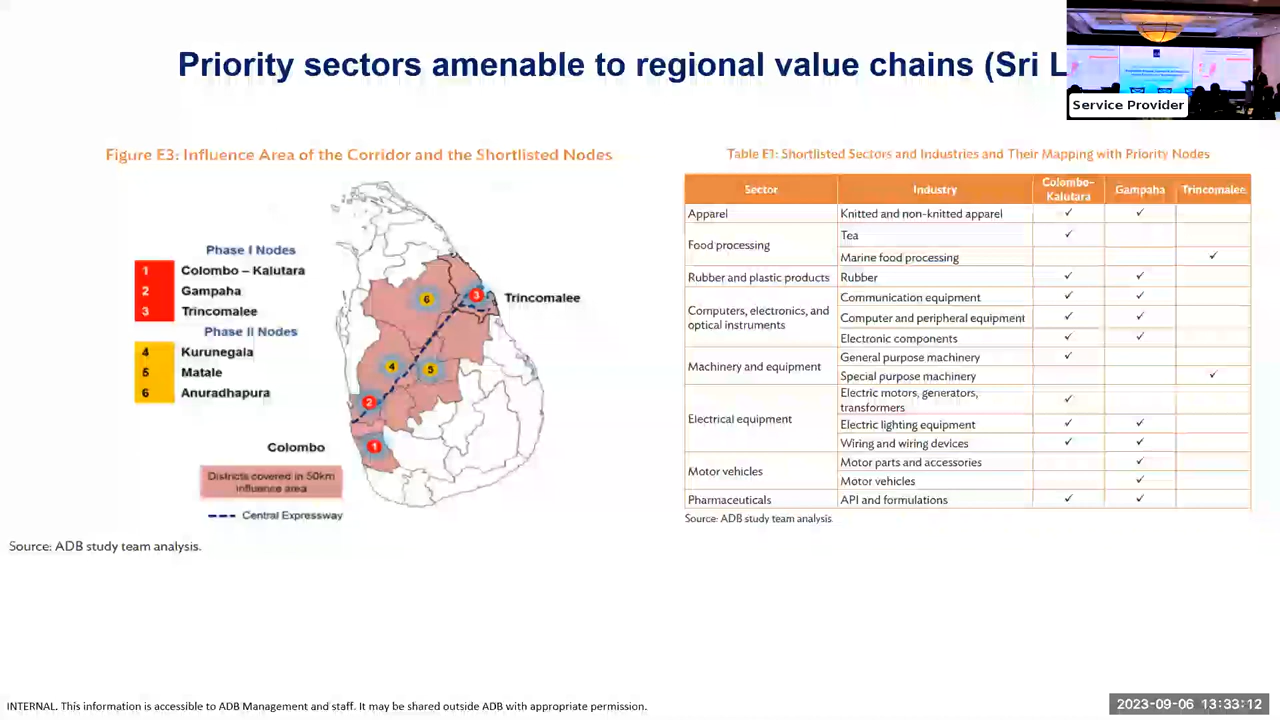 Priority sectors amenable to regional value chains (Sri L
Service Provider
Figure E3: Influence Area of the Corridor and the Shortlisted Nodes
Phase I Nodes
1 Colombo – Kalutara
2 Gampaha
3 Trincomalee
Phase II Nodes
4 Kurunegala
5 Matale
6 Anuradhapura
6
3
Trincomalee
4
5
2
1
Colombo
Districts covered in 50km
influence area
Central Expressway
Source: ADB study team analysis.
Table E1: Shortlisted Sectors and Industries and Their Mapping with Priority Nodes
Sector Industry Colombo-Kalutara Gampaha Trincomalee
Apparel Knitted and non-knitted apparel ✓ ✓
Food processing Tea ✓
Marine food processing ✓
Rubber and plastic products Rubber ✓ ✓
Computers, electronics, and optical instruments Communication equipment ✓ ✓
Computer and peripheral equipment ✓ ✓
Electronic components ✓ ✓
Machinery and equipment General purpose machinery ✓
Special purpose machinery ✓
Electrical equipment Electric motors, generators, transformers ✓
Electric lighting equipment ✓ ✓
Wiring and wiring devices ✓ ✓
Motor vehicles Motor parts and accessories ✓
Motor vehicles ✓
Pharmaceuticals API and formulations ✓ ✓
Source: ADB study team analysis.
INTERNAL. This information is accessible to ADB Management and staff. It may be shared outside ADB with appropriate permission.
2023-09-06 13:33:12